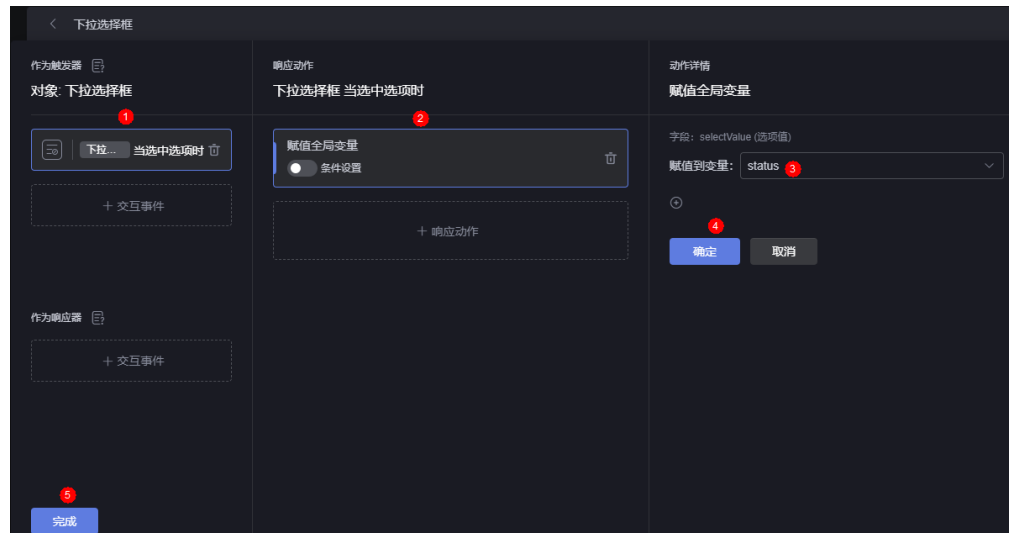 下拉选择框
作为触发器
对象: 下拉选择框
1
下拉... 当选中选项时
+ 交互事件
作为响应器
+ 交互事件
5
完成
响应动作
下拉选择框 当选中选项时
2
赋值全局变量
条件设置
+ 响应动作
动作详情
赋值全局变量
字段: selectValue (选项值)
赋值到变量: status 3
4
确定 取消